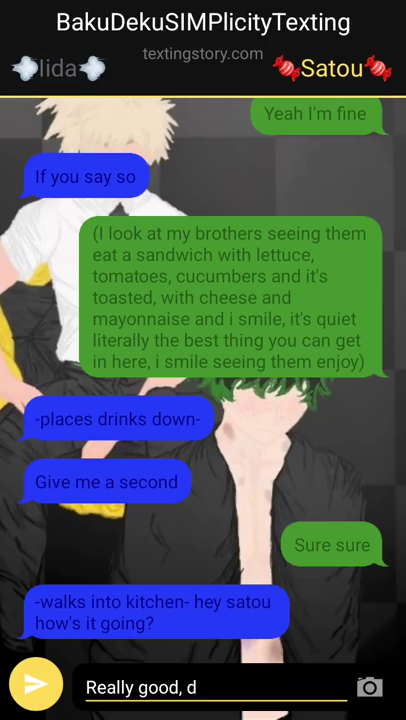 BakuDekuSIMPlicityTexting
textingstory.com
💨Iida💨
🍬Satou🍬
Yeah I'm fine
If you say so
(I look at my brothers seeing them
eat a sandwich with lettuce,
tomatoes, cucumbers and it's
toasted, with cheese and
mayonnaise and i smile, it's quiet
literally the best thing you can get
in here, i smile seeing them enjoy)
-places drinks down-
Give me a second
Sure sure
-walks into kitchen- hey satou
how's it going?
Really good, d